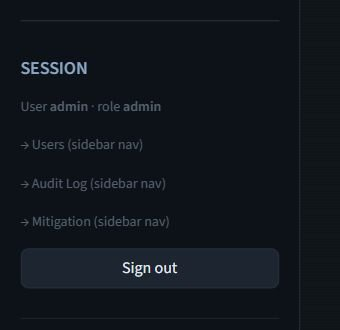 SESSION
User admin · role admin
→ Users (sidebar nav)
→ Audit Log (sidebar nav)
→ Mitigation (sidebar nav)
Sign out